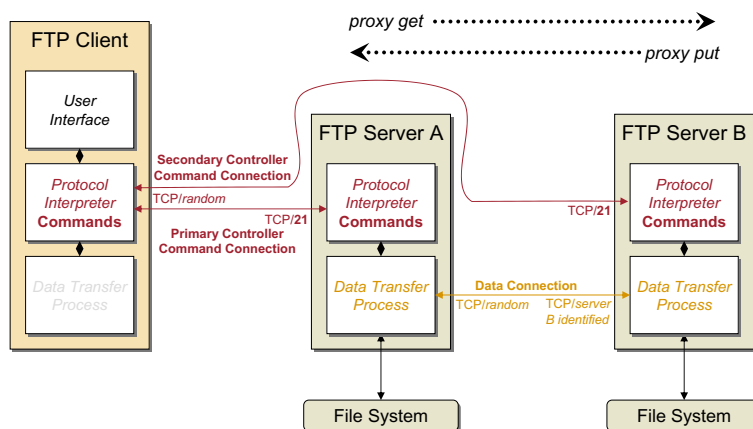 proxy get
proxy put
FTP Client
User
Interface
Protocol
Interpreter
Commands
Data Transfer
Process
Secondary Controller
Command Connection
TCP/random
TCP/21
Primary Controller
Command Connection
FTP Server A
Protocol
Interpreter
Commands
Data Transfer
Process
File System
Data Connection
TCP/random
TCP/server
B identified
FTP Server B
TCP/21
Protocol
Interpreter
Commands
Data Transfer
Process
File System